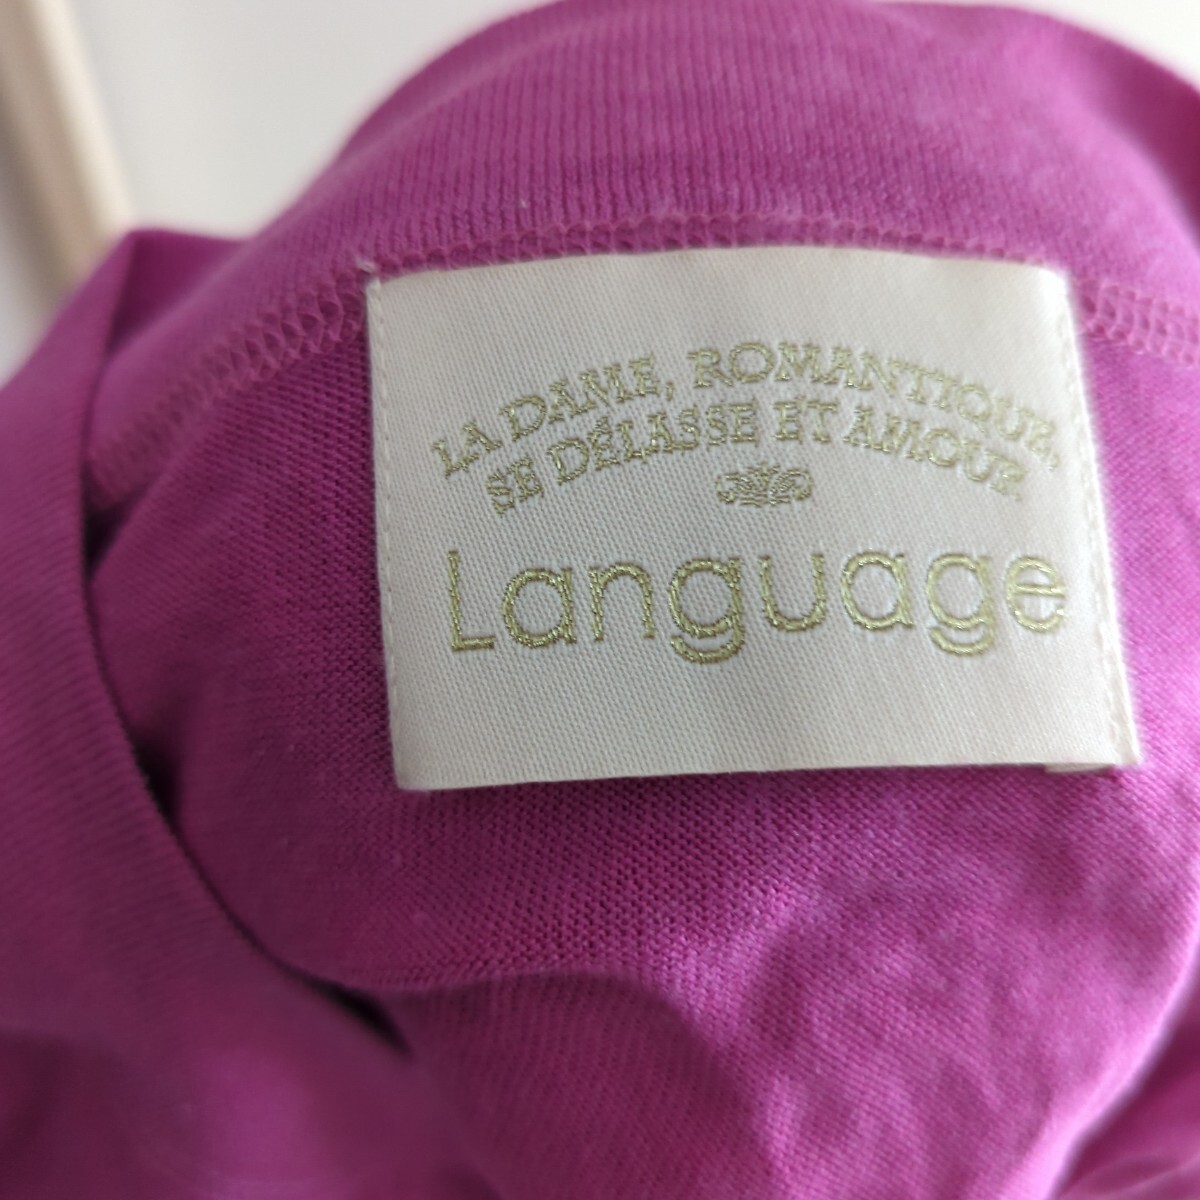 LA DAME, ROMANTIQUE,
SE DÉLASSE ET AMOUR.
Language